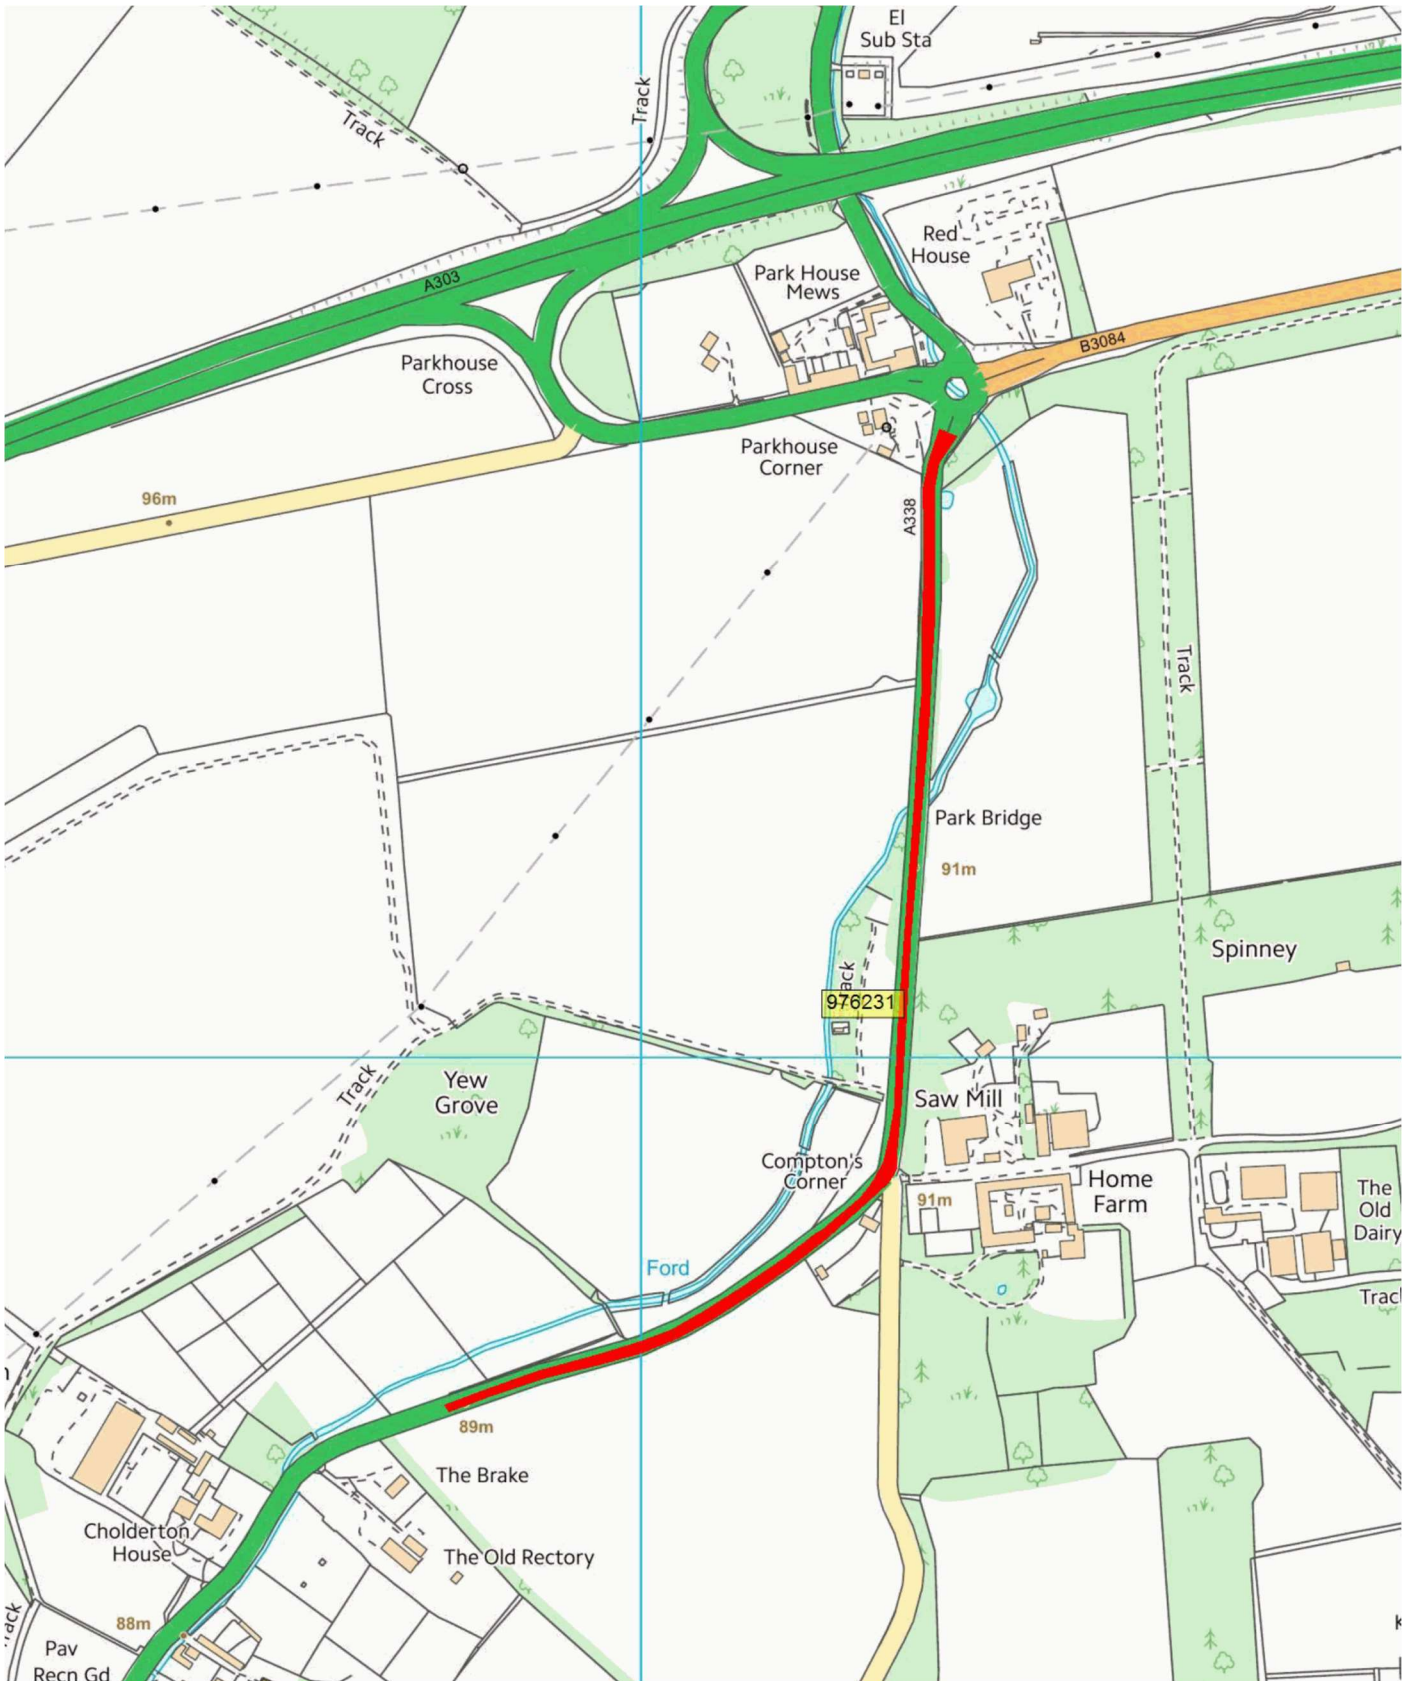 El
Sub Sta
Track
Track
Red
House
A303
Park House
Mews
B3084
Parkhouse
Cross
Parkhouse
Corner
96m
A338
Track
Park Bridge
91m
Spinney
976231
Yew
Grove
Track
Saw Mill
Compton's
Corner
Home
Farm
91m
The
Old
Dairy
Ford
89m
The Brake
Cholderton
House
The Old Rectory
88m
Pav
Recn Gd